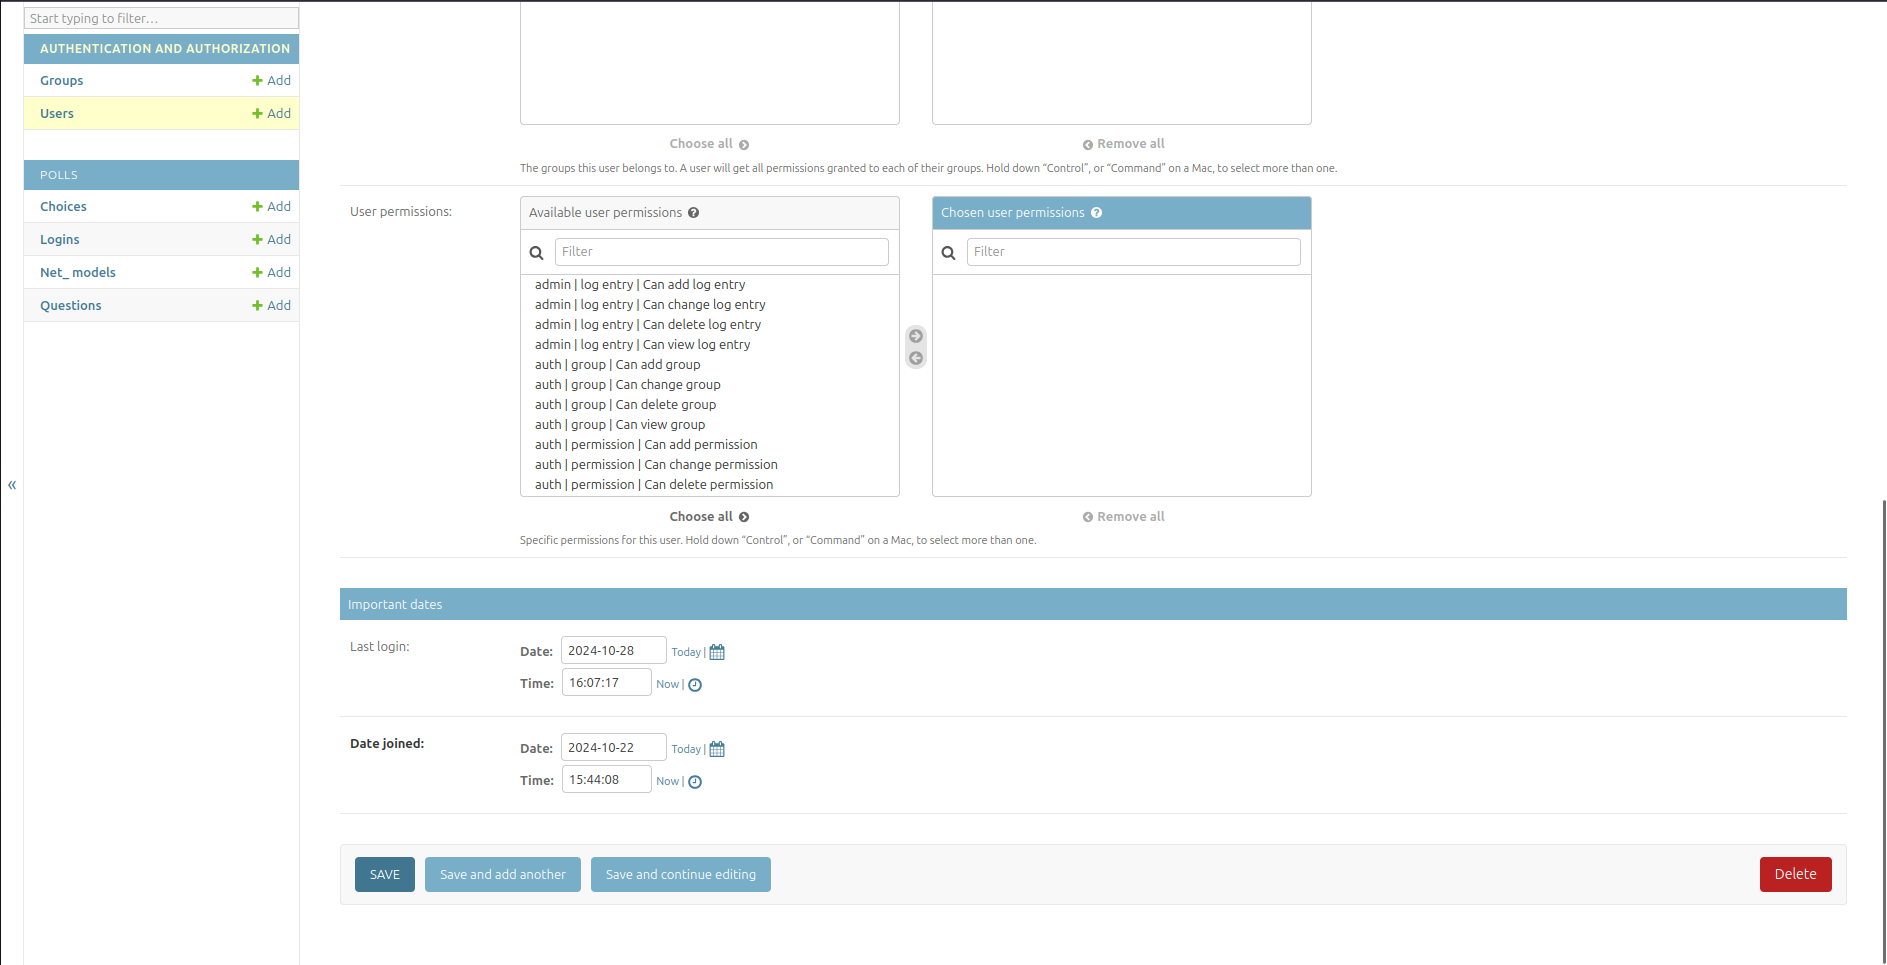 Start typing to filter…
AUTHENTICATION AND AUTHORIZATION
Groups + Add
Users + Add
POLLS
Choices + Add
Logins + Add
Net_ models + Add
Questions + Add
«
Choose all
Remove all
The groups this user belongs to. A user will get all permissions granted to each of their groups. Hold down “Control”, or “Command” on a Mac, to select more than one.
User permissions:
Available user permissions ?
Filter
admin | log entry | Can add log entry
admin | log entry | Can change log entry
admin | log entry | Can delete log entry
admin | log entry | Can view log entry
auth | group | Can add group
auth | group | Can change group
auth | group | Can delete group
auth | group | Can view group
auth | permission | Can add permission
auth | permission | Can change permission
auth | permission | Can delete permission
Choose all
Chosen user permissions ?
Filter
Remove all
Specific permissions for this user. Hold down “Control”, or “Command” on a Mac, to select more than one.
Important dates
Last login:
Date: 2024-10-28 Today |
Time: 16:07:17 Now |
Date joined:
Date: 2024-10-22 Today |
Time: 15:44:08 Now |
SAVE
Save and add another
Save and continue editing
Delete